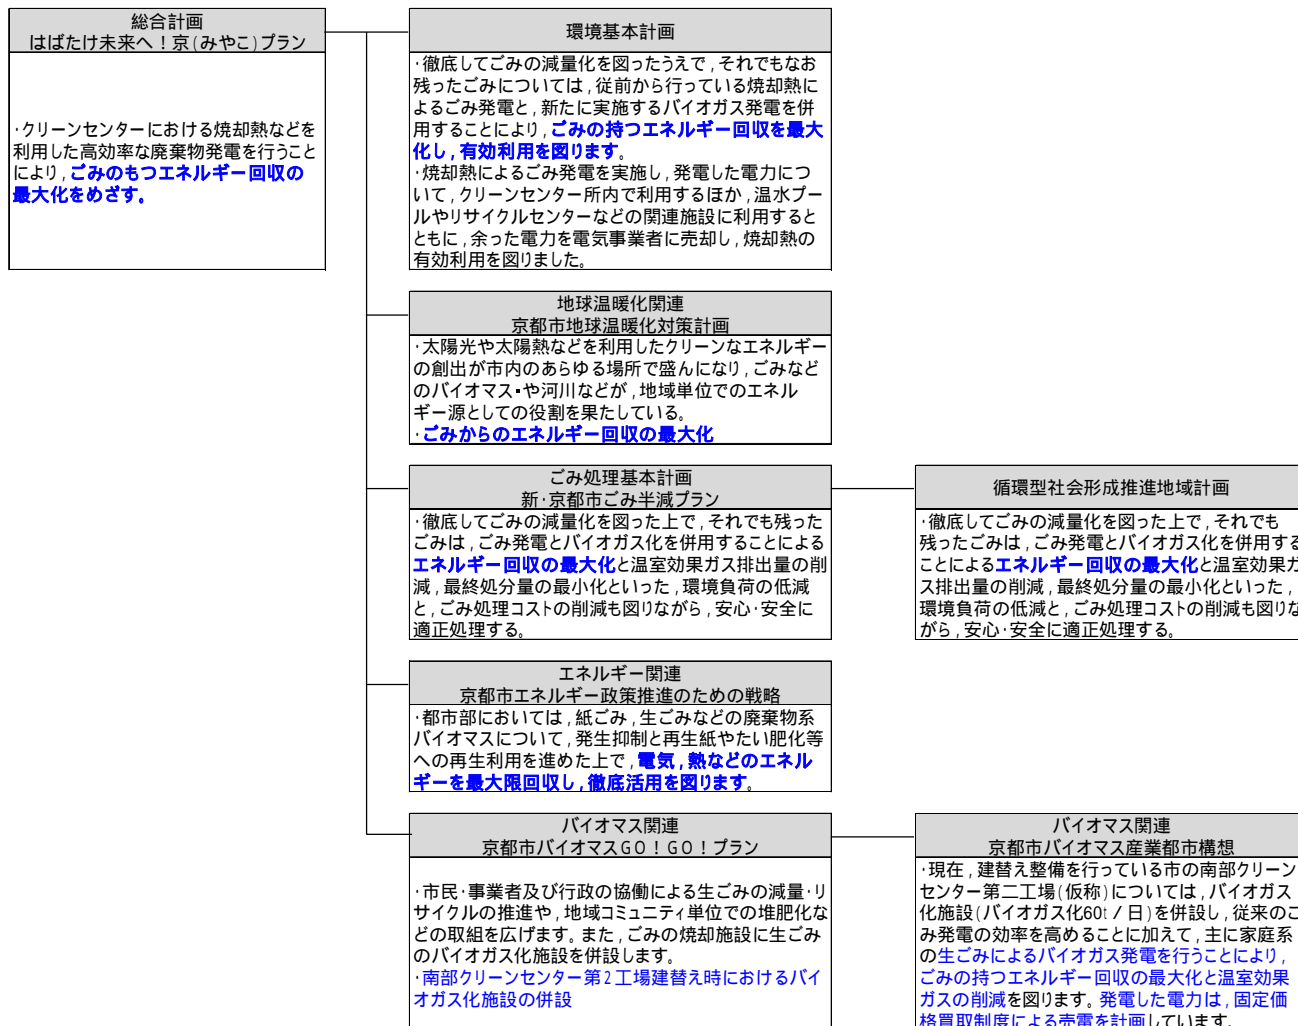 総合計画
はばたけ未来へ！京(みやこ)プラン
･クリーンセンターにおける焼却熱などを
利用した高効率な廃棄物発電を行うこと
により，ごみのもつエネルギー回収の
最大化をめざす。
環境基本計画
･徹底してごみの減量化を図ったうえで，それでもなお
残ったごみについては，従前から行っている焼却熱に
よるごみ発電と，新たに実施するバイオガス発電を併
用することにより，ごみの持つエネルギー回収を最大
化し，有効利用を図ります。
･焼却熱によるごみ発電を実施し，発電した電力につ
いて，クリーンセンター所内で利用するほか，温水プー
ルやリサイクルセンターなどの関連施設に利用すると
ともに，余った電力を電気事業者に売却し，焼却熱の
有効利用を図りました。
地球温暖化関連
京都市地球温暖化対策計画
･太陽光や太陽熱などを利用したクリーンなエネルギー
の創出が市内のあらゆる場所で盛んになり，ごみなど
のバイオマス･や河川などが，地域単位でのエネル
ギー源としての役割を果たしている。
･ごみからのエネルギー回収の最大化
ごみ処理基本計画
新･京都市ごみ半減プラン
･徹底してごみの減量化を図った上で，それでも残った
ごみは，ごみ発電とバイオガス化を併用することによる
エネルギー回収の最大化と温室効果ガス排出量の削
減，最終処分量の最小化といった，環境負荷の低減
と，ごみ処理コストの削減も図りながら，安心･安全に
適正処理する。
循環型社会形成推進地域計画
･徹底してごみの減量化を図った上で，それでも
残ったごみは，ごみ発電とバイオガス化を併用する
ことによるエネルギー回収の最大化と温室効果ガ
ス排出量の削減，最終処分量の最小化といった，
環境負荷の低減と，ごみ処理コストの削減も図りな
がら，安心･安全に適正処理する。
エネルギー関連
京都市エネルギー政策推進のための戦略
･都市部においては，紙ごみ，生ごみなどの廃棄物系
バイオマスについて，発生抑制と再生紙やたい肥化等
への再生利用を進めた上で，電気，熱などのエネル
ギーを最大限回収し，徹底活用を図ります。
バイオマス関連
京都市バイオマスGO！GO！プラン
･市民･事業者及び行政の協働による生ごみの減量･リ
サイクルの推進や，地域コミュニティ単位での堆肥化な
どの取組を広げます。また，ごみの焼却施設に生ごみ
のバイオガス化施設を併設します。
･南部クリーンセンター第2工場建替え時におけるバイ
オガス化施設の併設
バイオマス関連
京都市バイオマス産業都市構想
･現在，建替え整備を行っている市の南部クリーン
センター第二工場(仮称)については，バイオガス
化施設(バイオガス化60t/日)を併設し，従来のご
み発電の効率を高めることに加えて，主に家庭系
の生ごみによるバイオガス発電を行うことにより，
ごみの持つエネルギー回収の最大化と温室効果
ガスの削減を図ります。発電した電力は，固定価
格買取制度による売電を計画しています。